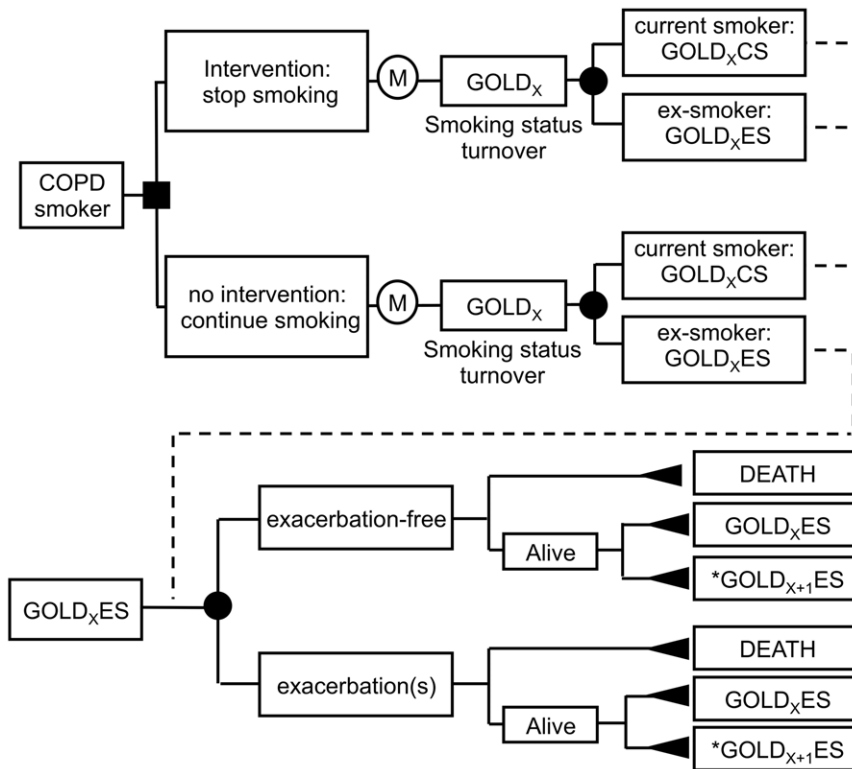 Intervention:
stop smoking
M
GOLDX
Smoking status
turnover
current smoker:
GOLDXCS
ex-smoker:
GOLDXES
COPD
smoker
no intervention:
continue smoking
M
GOLDX
Smoking status
turnover
current smoker:
GOLDXCS
ex-smoker:
GOLDXES
GOLDXES
exacerbation-free
DEATH
Alive
GOLDXES
*GOLDX+1ES
exacerbation(s)
DEATH
Alive
GOLDXES
*GOLDX+1ES